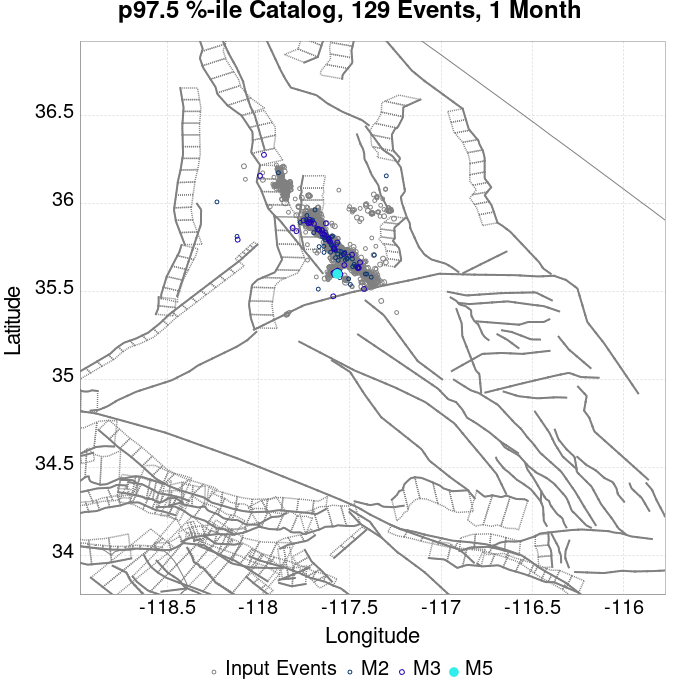 p97.5 %-ile Catalog, 129 Events, 1 Month
36.5
36
35.5
35
34.5
34
Latitude
-118.5 -118 -117.5 -117 -116.5 -116
Longitude
Input Events M2 M3 M5